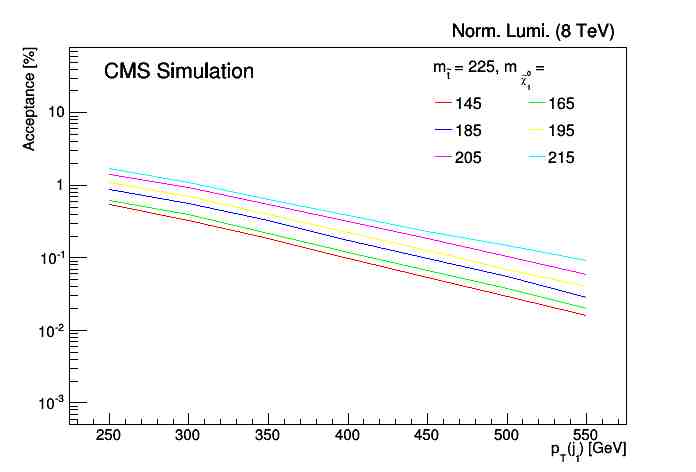 Norm. Lumi. (8 TeV)
Acceptance [%]
CMS Simulation
m_t̃ = 225, m_χ̃⁰₁ =
145 165
185 195
205 215
10
1
10⁻¹
10⁻²
10⁻³
250 300 350 400 450 500 550
p_T(j_1) [GeV]